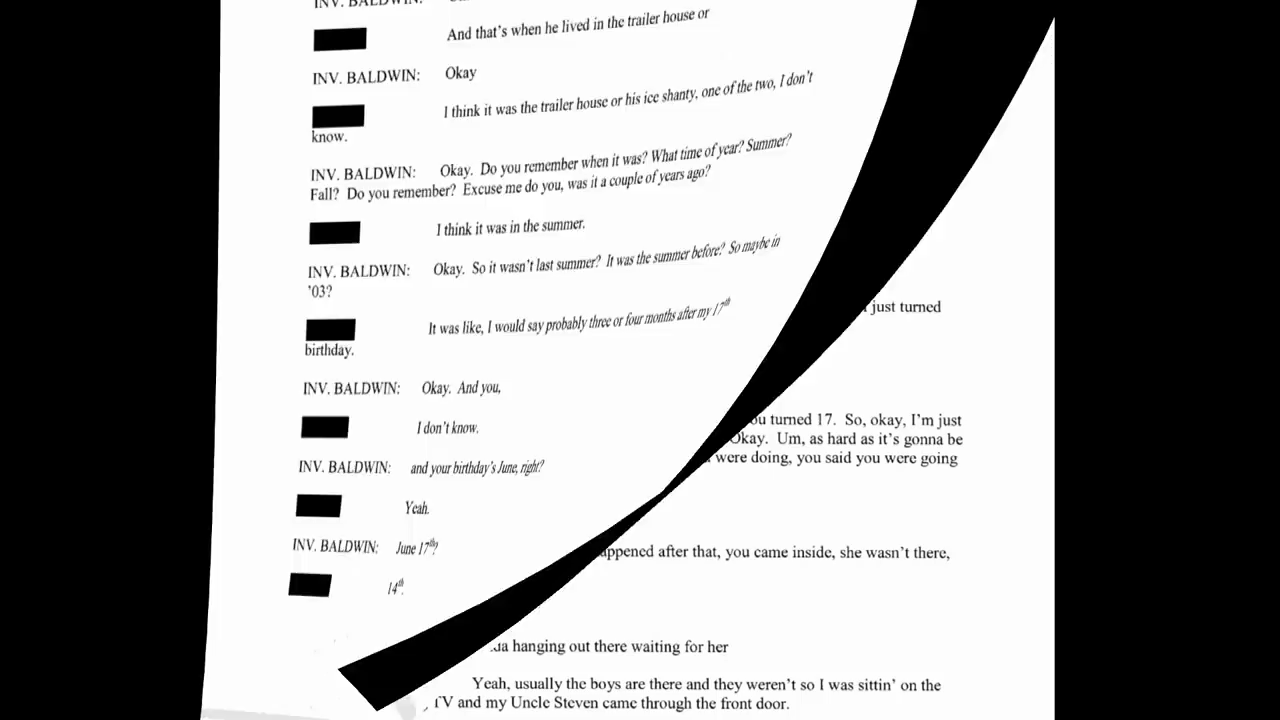 INV. BALDWIN:
And that's when he lived in the trailer house or
INV. BALDWIN: Okay
I think it was the trailer house or his ice shanty, one of the two, I don't
know.
INV. BALDWIN: Okay. Do you remember when it was? What time of year? Summer?
Fall? Do you remember? Excuse me do you, was it a couple of years ago?
I think it was in the summer.
INV. BALDWIN: Okay. So it wasn't last summer? It was the summer before? So maybe in
'03?
It was like, I would say probably three or four months after my 17th
birthday.
INV. BALDWIN: Okay. And you,
I don't know.
INV. BALDWIN: and your birthday's June, right?
Yeah.
INV. BALDWIN: June 17th?
14th.
just turned
turned 17. So, okay, I'm just
Okay. Um, as hard as it's gonna be
were doing, you said you were going
after that, you came inside, she wasn't there,
hanging out there waiting for her
Yeah, usually the boys are there and they weren't so I was sittin' on the
TV and my Uncle Steven came through the front door.